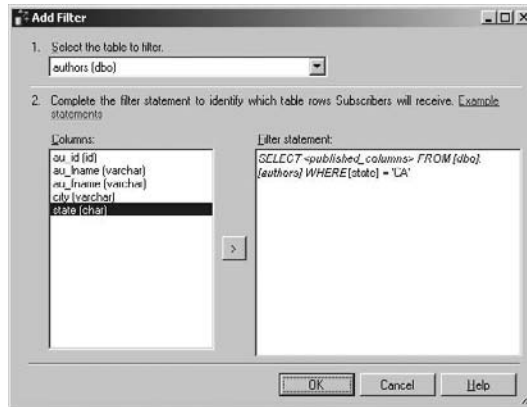 Add Filter
1. Select the table to filter.
authors (dbo)
2. Complete the filter statement to identify which table rows Subscribers will receive. Example
statements
Columns:
au_id (id)
au_lname (varchar)
au_fname (varchar)
city (varchar)
state (char)
>
Filter statement:
SELECT <published_columns> FROM [dbo].
[authors] WHERE [state] = 'CA'
OK
Cancel
Help